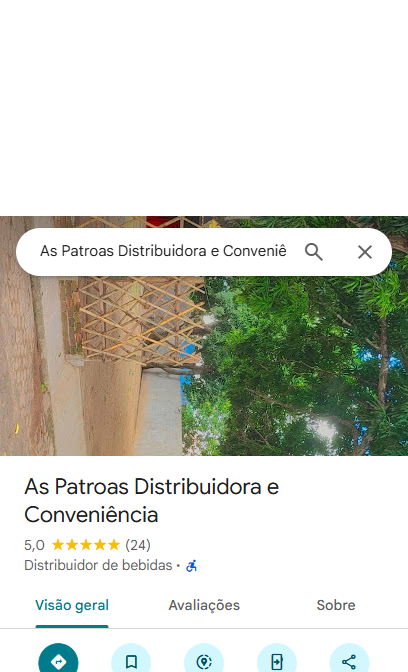 As Patroas Distribuidora e Conveniê
As Patroas Distribuidora e
Conveniência
5,0 ★★★★★ (24)
Distribuidor de bebidas ·
Visão geral Avaliações Sobre